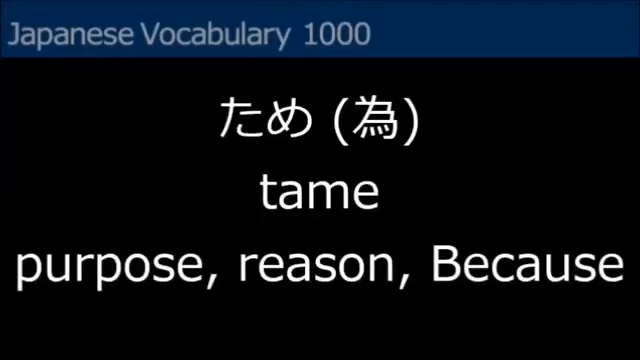 Japanese Vocabulary 1000
ため (為)
tame
purpose, reason, Because